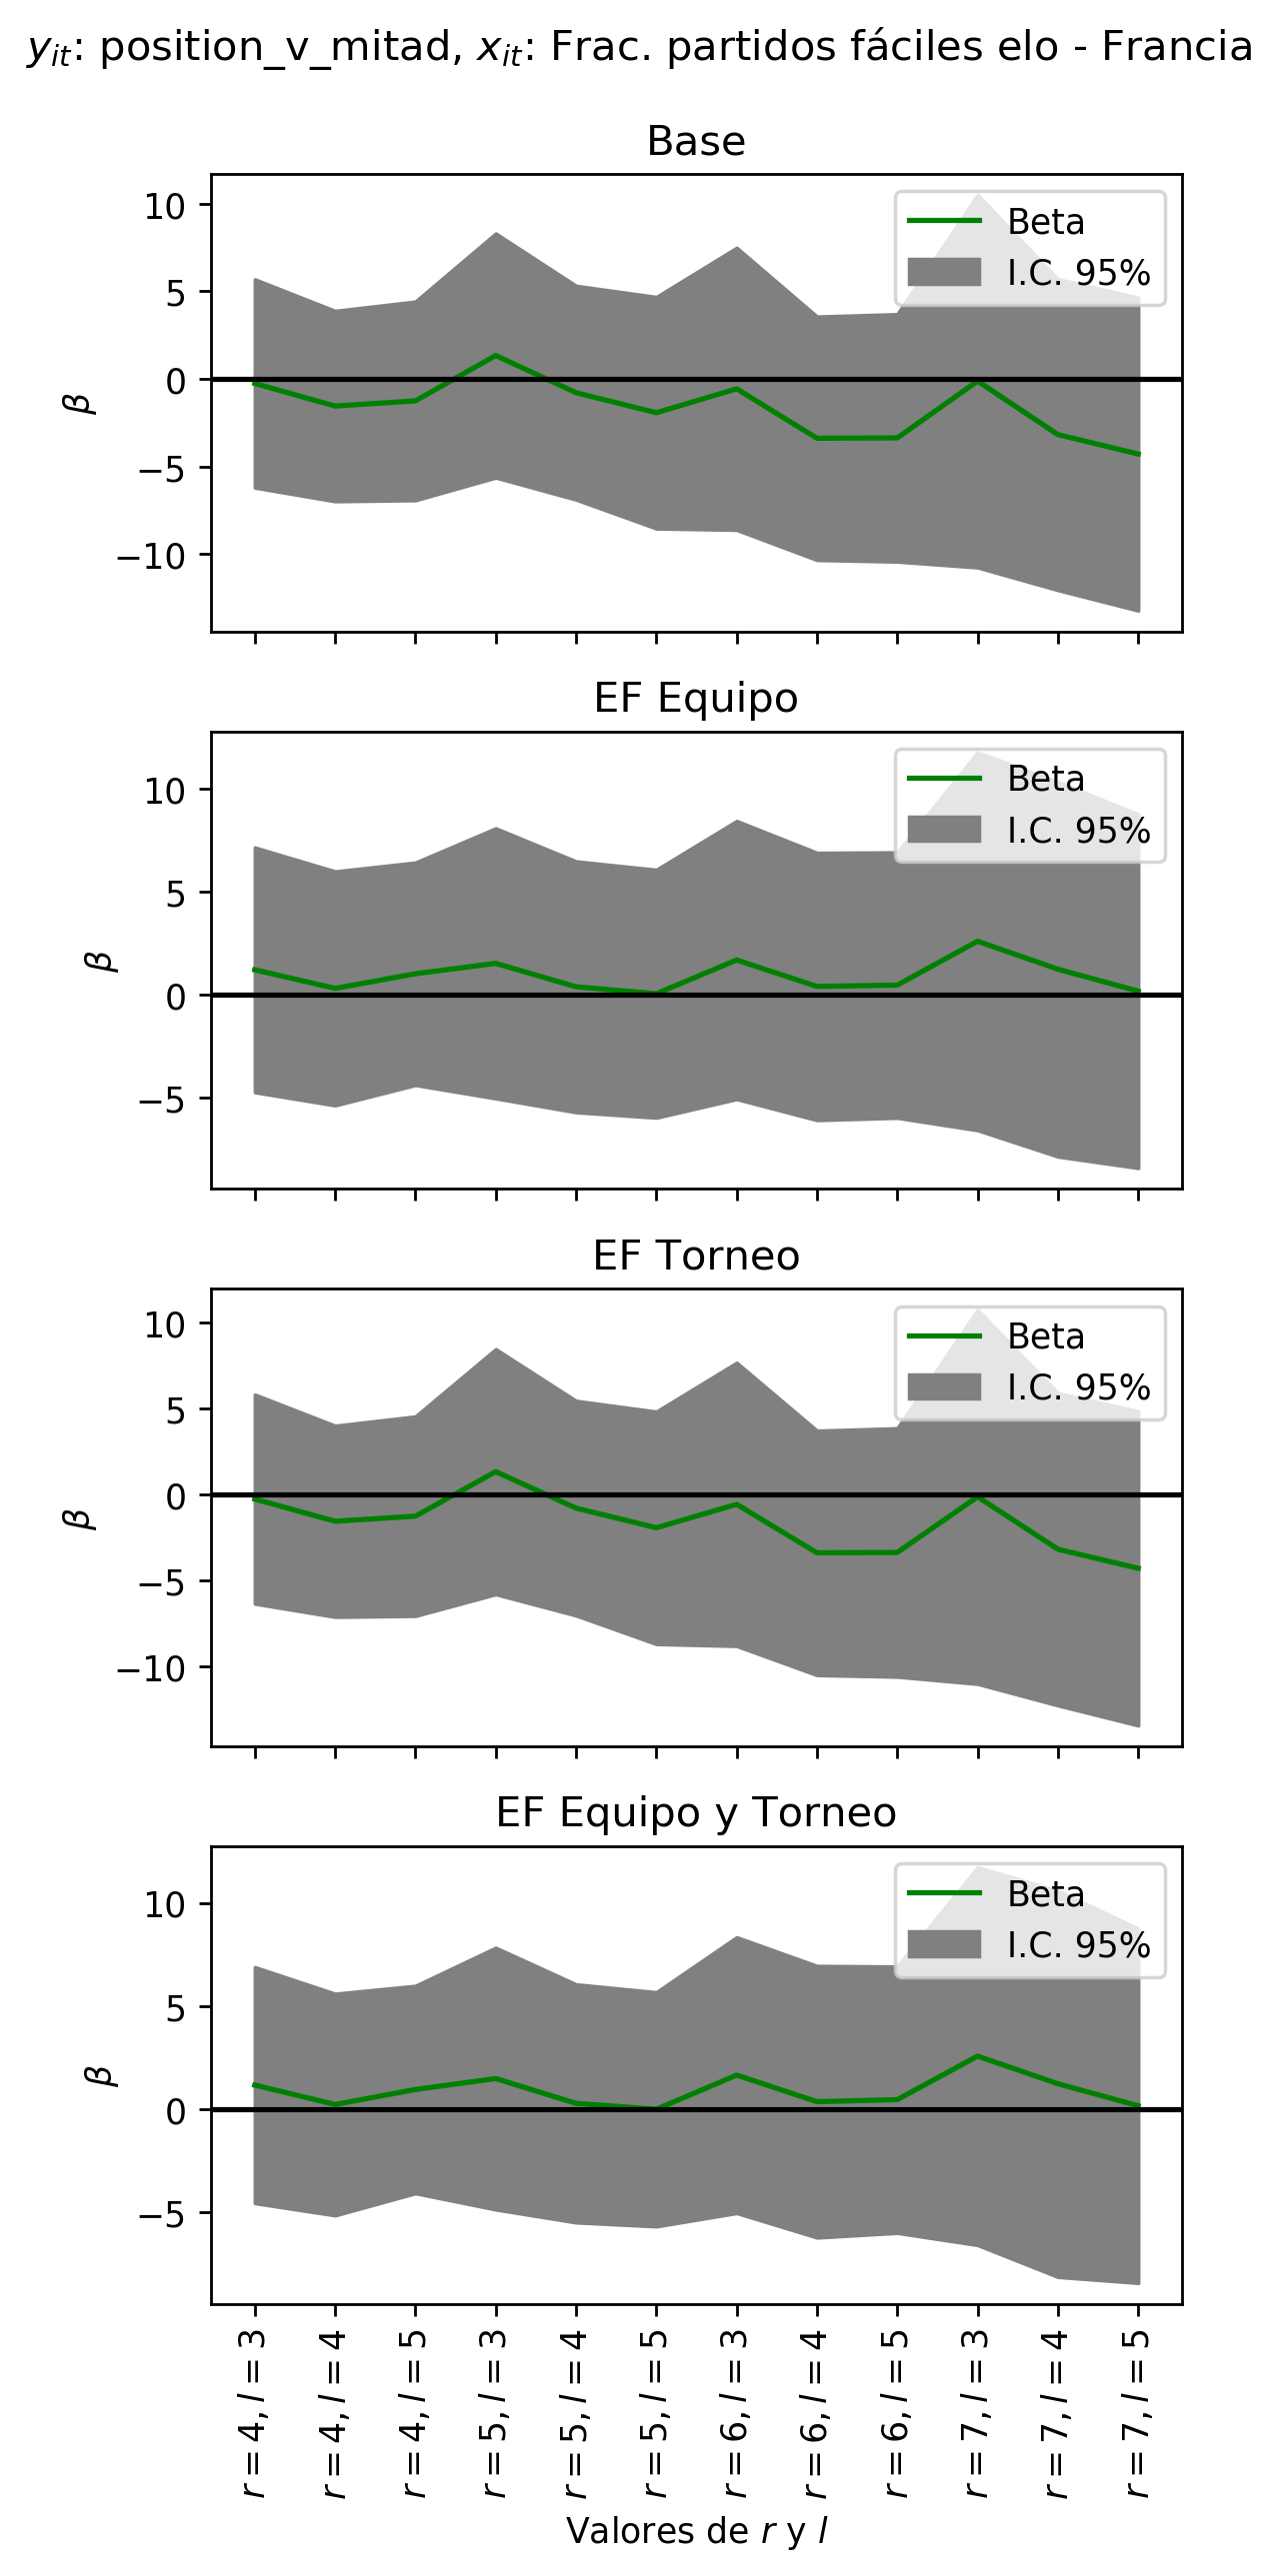 y_it: position_v_mitad, x_it: Frac. partidos fáciles elo - Francia
Base
Beta
I.C. 95%
10
5
0
−5
−10
β
EF Equipo
Beta
I.C. 95%
10
5
0
−5
β
EF Torneo
Beta
I.C. 95%
10
5
0
−5
−10
β
EF Equipo y Torneo
Beta
I.C. 95%
10
5
0
−5
β
r = 4, l = 3
r = 4, l = 4
r = 4, l = 5
r = 5, l = 3
r = 5, l = 4
r = 5, l = 5
r = 6, l = 3
r = 6, l = 4
r = 6, l = 5
r = 7, l = 3
r = 7, l = 4
r = 7, l = 5
Valores de r y l